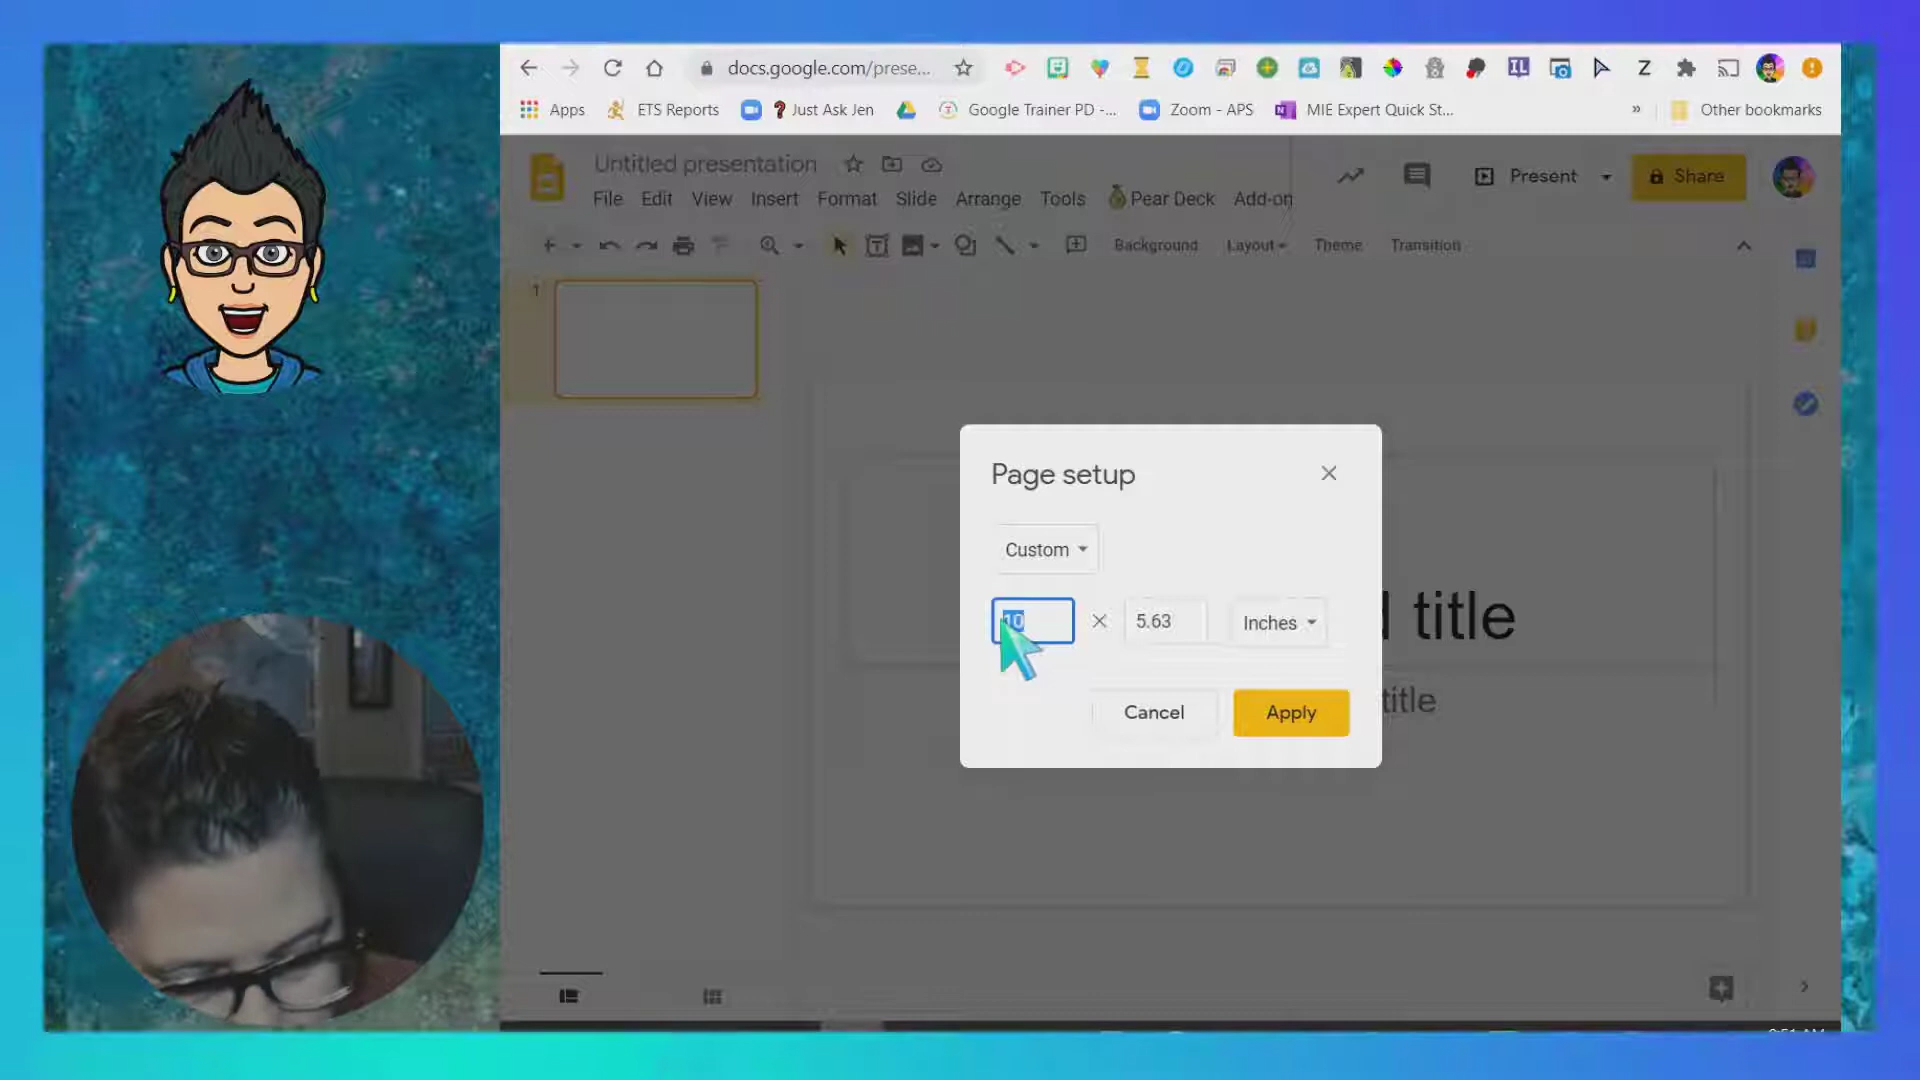 docs.google.com/prese...
Apps ETS Reports ? Just Ask Jen Google Trainer PD -... Zoom - APS MIE Expert Quick St... » Other bookmarks
Untitled presentation
File Edit View Insert Format Slide Arrange Tools Pear Deck Add-on
Present Share
Background Layout Theme Transition
1
Page setup
Custom
10 × 5.63 Inches
title
title
Cancel Apply